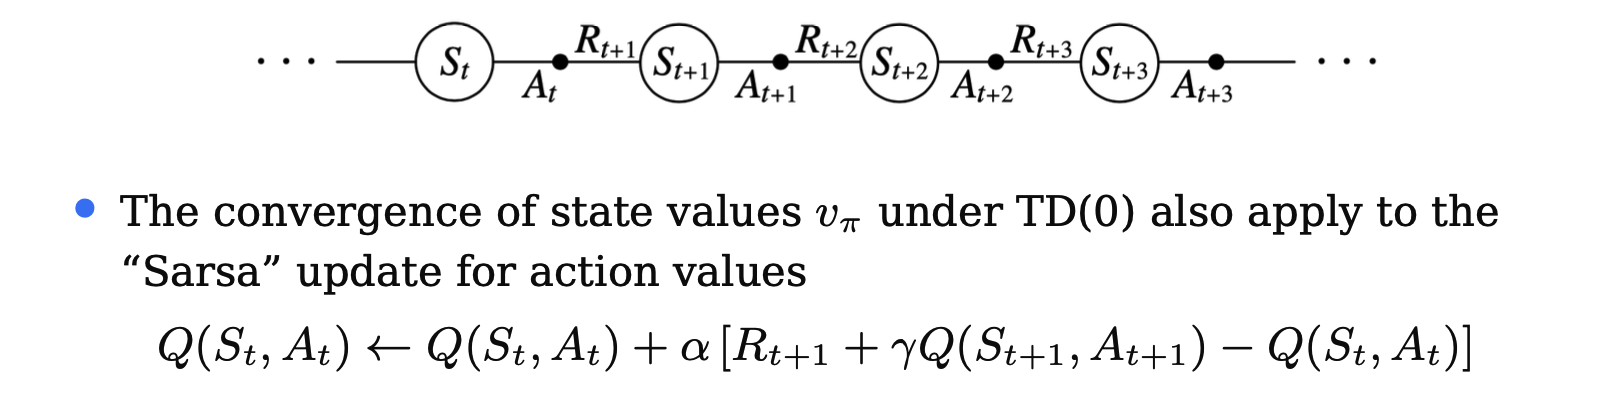 ··· S_t A_t R_{t+1} S_{t+1} A_{t+1} R_{t+2} S_{t+2} A_{t+2} R_{t+3} S_{t+3} A_{t+3} ···
• The convergence of state values v_π under TD(0) also apply to the
“Sarsa” update for action values
Q(S_t, A_t) ← Q(S_t, A_t) + α [R_{t+1} + γQ(S_{t+1}, A_{t+1}) − Q(S_t, A_t)]